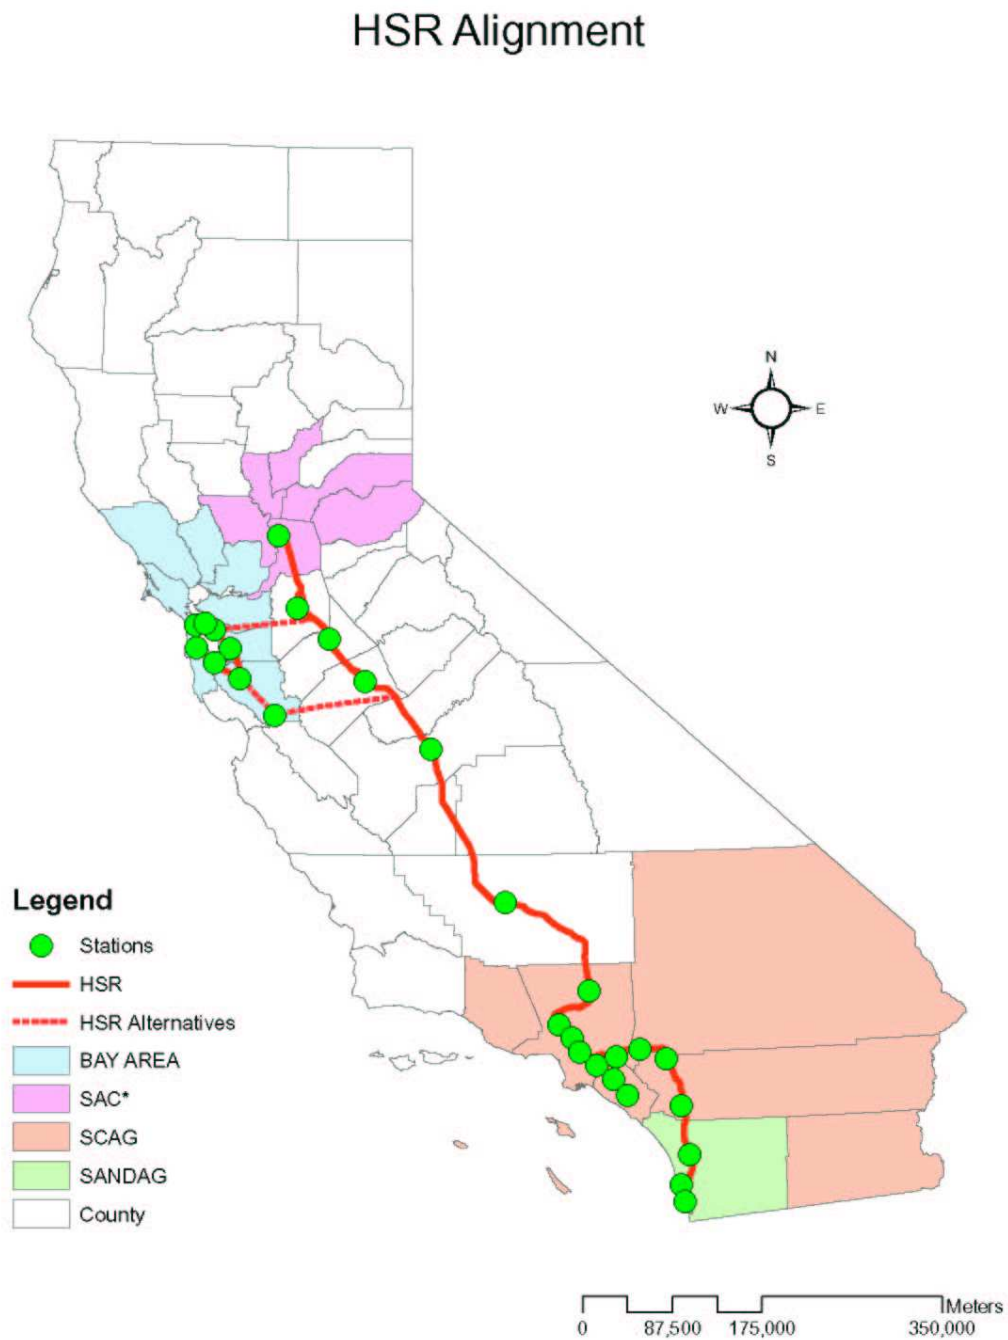 HSR Alignment
N
W E
S
Legend
Stations
HSR
HSR Alternatives
BAY AREA
SAC*
SCAG
SANDAG
County
Meters
0 87,500 175,000 350,000